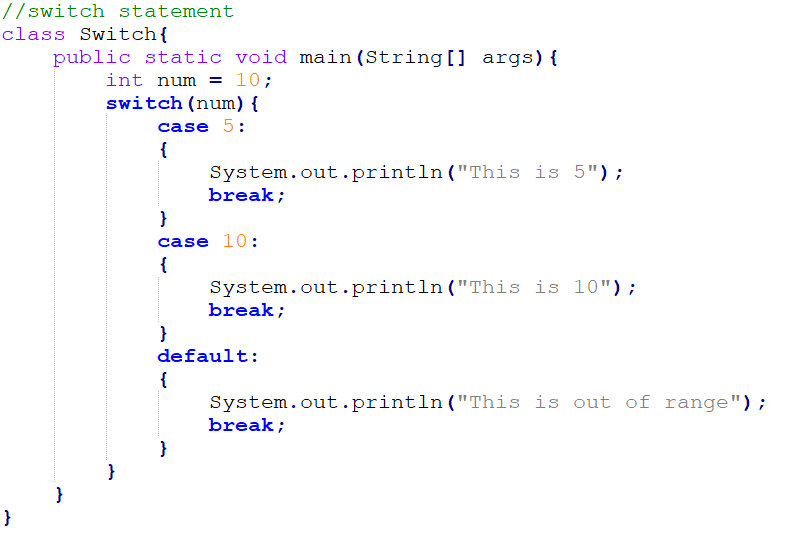 //switch statement
class Switch{
    public static void main(String[] args){
        int num = 10;
        switch(num){
            case 5:
            {
                System.out.println("This is 5");
                break;
            }
            case 10:
            {
                System.out.println("This is 10");
                break;
            }
            default:
            {
                System.out.println("This is out of range");
                break;
            }
        }
    }
}